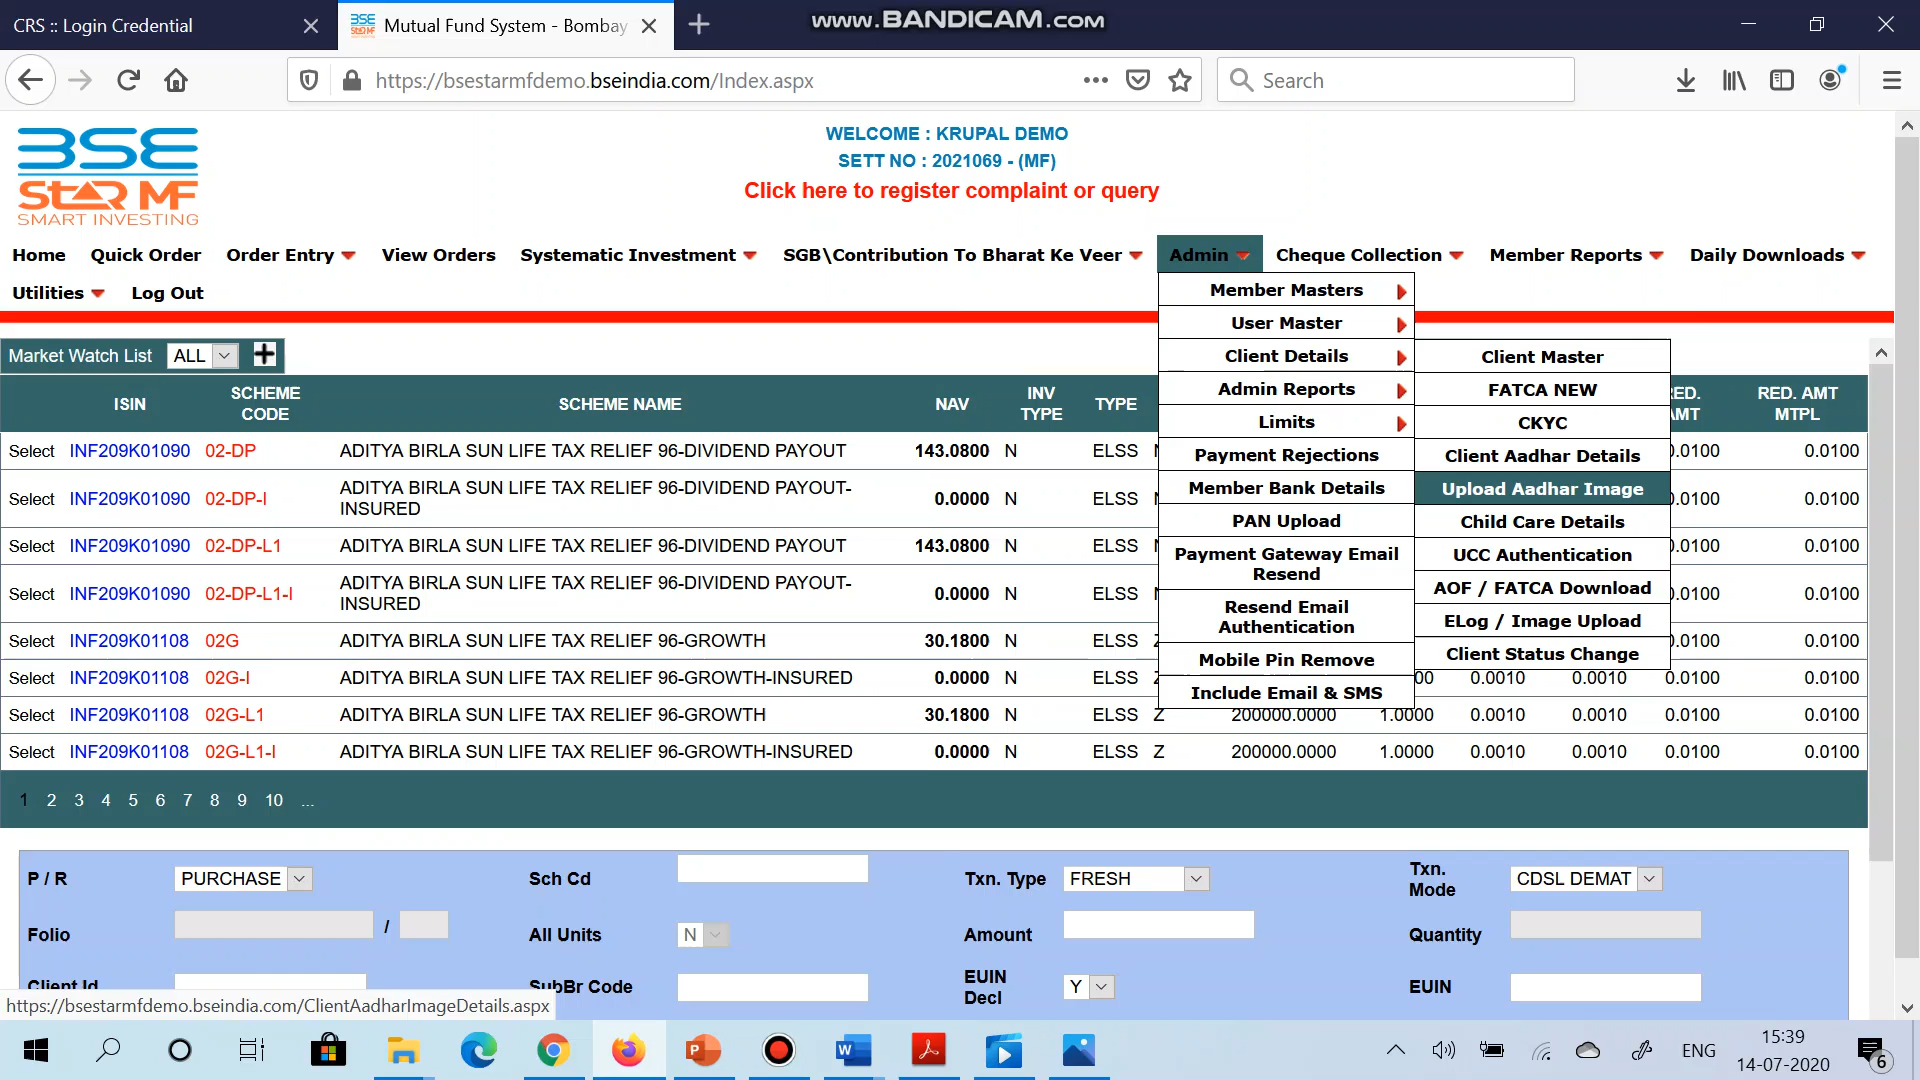 CRS :: Login Credential
Mutual Fund System - Bombay
www.BANDICAM.com
https://bsestarmfdemo.bseindia.com/Index.aspx
Search
BSE
StAR MF
SMART INVESTING
WELCOME : KRUPAL DEMO
SETT NO : 2021069 - (MF)
Click here to register complaint or query
Home Quick Order Order Entry View Orders Systematic Investment SGB\Contribution To Bharat Ke Veer Admin Cheque Collection Member Reports Daily Downloads
Utilities Log Out
Member Masters
User Master
Client Details
Admin Reports
Limits
Payment Rejections
Member Bank Details
PAN Upload
Payment Gateway Email
Resend
Resend Email
Authentication
Mobile Pin Remove
Include Email & SMS
Client Master
FATCA NEW
CKYC
Client Aadhar Details
Upload Aadhar Image
Child Care Details
UCC Authentication
AOF / FATCA Download
ELog / Image Upload
Client Status Change
Market Watch List ALL
ISIN SCHEME CODE SCHEME NAME NAV INV TYPE TYPE RED. AMT RED. AMT MTPL
Select INF209K01090 02-DP ADITYA BIRLA SUN LIFE TAX RELIEF 96-DIVIDEND PAYOUT 143.0800 N ELSS 0.0100 0.0100
Select INF209K01090 02-DP-I ADITYA BIRLA SUN LIFE TAX RELIEF 96-DIVIDEND PAYOUT-INSURED 0.0000 N ELSS 0.0100 0.0100
Select INF209K01090 02-DP-L1 ADITYA BIRLA SUN LIFE TAX RELIEF 96-DIVIDEND PAYOUT 143.0800 N ELSS 0.0100 0.0100
Select INF209K01090 02-DP-L1-I ADITYA BIRLA SUN LIFE TAX RELIEF 96-DIVIDEND PAYOUT-INSURED 0.0000 N ELSS 0.0100 0.0100
Select INF209K01108 02G ADITYA BIRLA SUN LIFE TAX RELIEF 96-GROWTH 30.1800 N ELSS Z 0.0100 0.0100
Select INF209K01108 02G-I ADITYA BIRLA SUN LIFE TAX RELIEF 96-GROWTH-INSURED 0.0000 N ELSS Z 00 0.0010 0.0010 0.0100 0.0100
Select INF209K01108 02G-L1 ADITYA BIRLA SUN LIFE TAX RELIEF 96-GROWTH 30.1800 N ELSS Z 200000.0000 1.0000 0.0010 0.0010 0.0100 0.0100
Select INF209K01108 02G-L1-I ADITYA BIRLA SUN LIFE TAX RELIEF 96-GROWTH-INSURED 0.0000 N ELSS Z 200000.0000 1.0000 0.0010 0.0010 0.0100 0.0100
1 2 3 4 5 6 7 8 9 10 ...
P / R PURCHASE Sch Cd Txn. Type FRESH Txn. Mode CDSL DEMAT
Folio / All Units N Amount Quantity
Client Id SubBr Code EUIN Decl Y EUIN
https://bsestarmfdemo.bseindia.com/ClientAadharImageDetails.aspx
ENG
15:39
14-07-2020
6